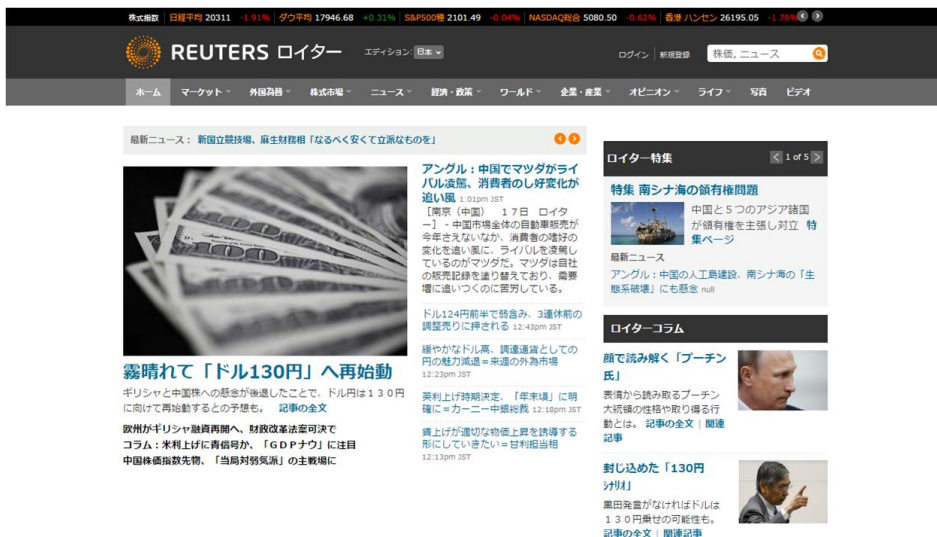 株式指数 日経平均 20311 -1.91% ダウ平均 17946.68 +0.31% S&P500種 2101.49 -0.04% NASDAQ総合 5080.50 -0.62% 香港 ハンセン 26195.05 -1.76%
REUTERS ロイター エディション: 日本 ログイン 新規登録 株価, ニュース
ホーム マーケット 外国為替 株式市場 ニュース 経済・政策 ワールド 企業・産業 オピニオン ライフ 写真 ビデオ
最新ニュース: 新国立競技場、麻生財務相「なるべく安くて立派なものを」
霧晴れて「ドル130円」へ再始動
ギリシャと中国株への懸念が後退したことで、ドル円は１３０円
に向けて再始動するとの予想も。 記事の全文
欧州がギリシャ融資再開へ、財政改革法案可決で
コラム：米利上げに青信号か、「ＧＤＰナウ」に注目
中国株価指数先物、「当局対弱気派」の主戦場に
アングル：中国でマツダがライ
バル凌駕、消費者のし好変化が
追い風 1:01pm JST
［南京（中国） １７日 ロイタ
ー］ - 中国市場全体の自動車販売が
今年さえないなか、消費者の嗜好の
変化を追い風に、ライバルを凌駕し
ているのがマツダだ。マツダは自社
の販売記録を塗り替えており、需要
増に追いつくのに苦労している。
ドル124円前半で弱含み、3連休前の
調整売りに押される 12:43pm JST
緩やかなドル高、調達通貨としての
円の魅力減退＝来週の外為市場
12:23pm JST
英利上げ時期決定、「年末頃」に明
確に＝カーニー中銀総裁 12:18pm JST
賃上げが適切な物価上昇を誘導する
形にしていきたい＝甘利担当相
12:13pm JST
ロイター特集 < 1 of 5 >
特集 南シナ海の領有権問題
中国と５つのアジア諸国
が領有権を主張し対立 特
集ページ
最新ニュース
アングル：中国の人工島建設、南シナ海の「生
態系破壊」にも懸念 null
ロイターコラム
顔で読み解く「プーチン
氏」
表情から読み取るプーチン
大統領の性格や取り得る行
動とは。 記事の全文 | 関連
記事
封じ込めた「130円
シナリオ」
黒田発言がなければドルは
１３０円乗せの可能性も。
記事の全文 | 関連記事